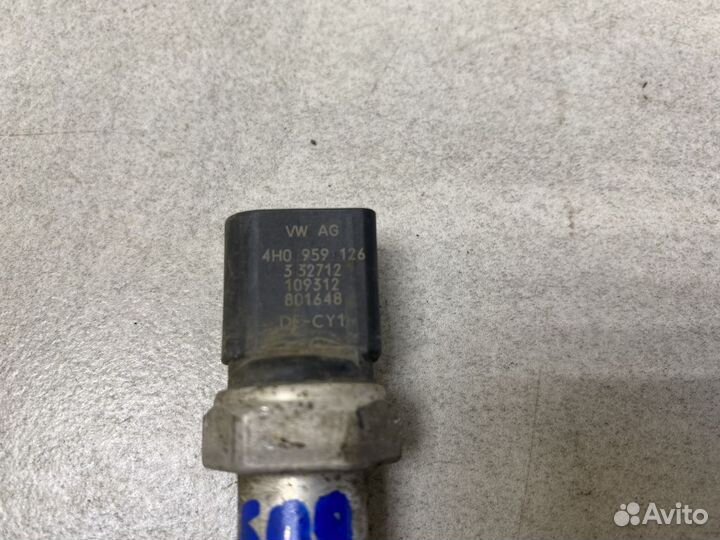 VW AG
4H0 959 126
3 32712
109312
801648
DE-CY1
Avito